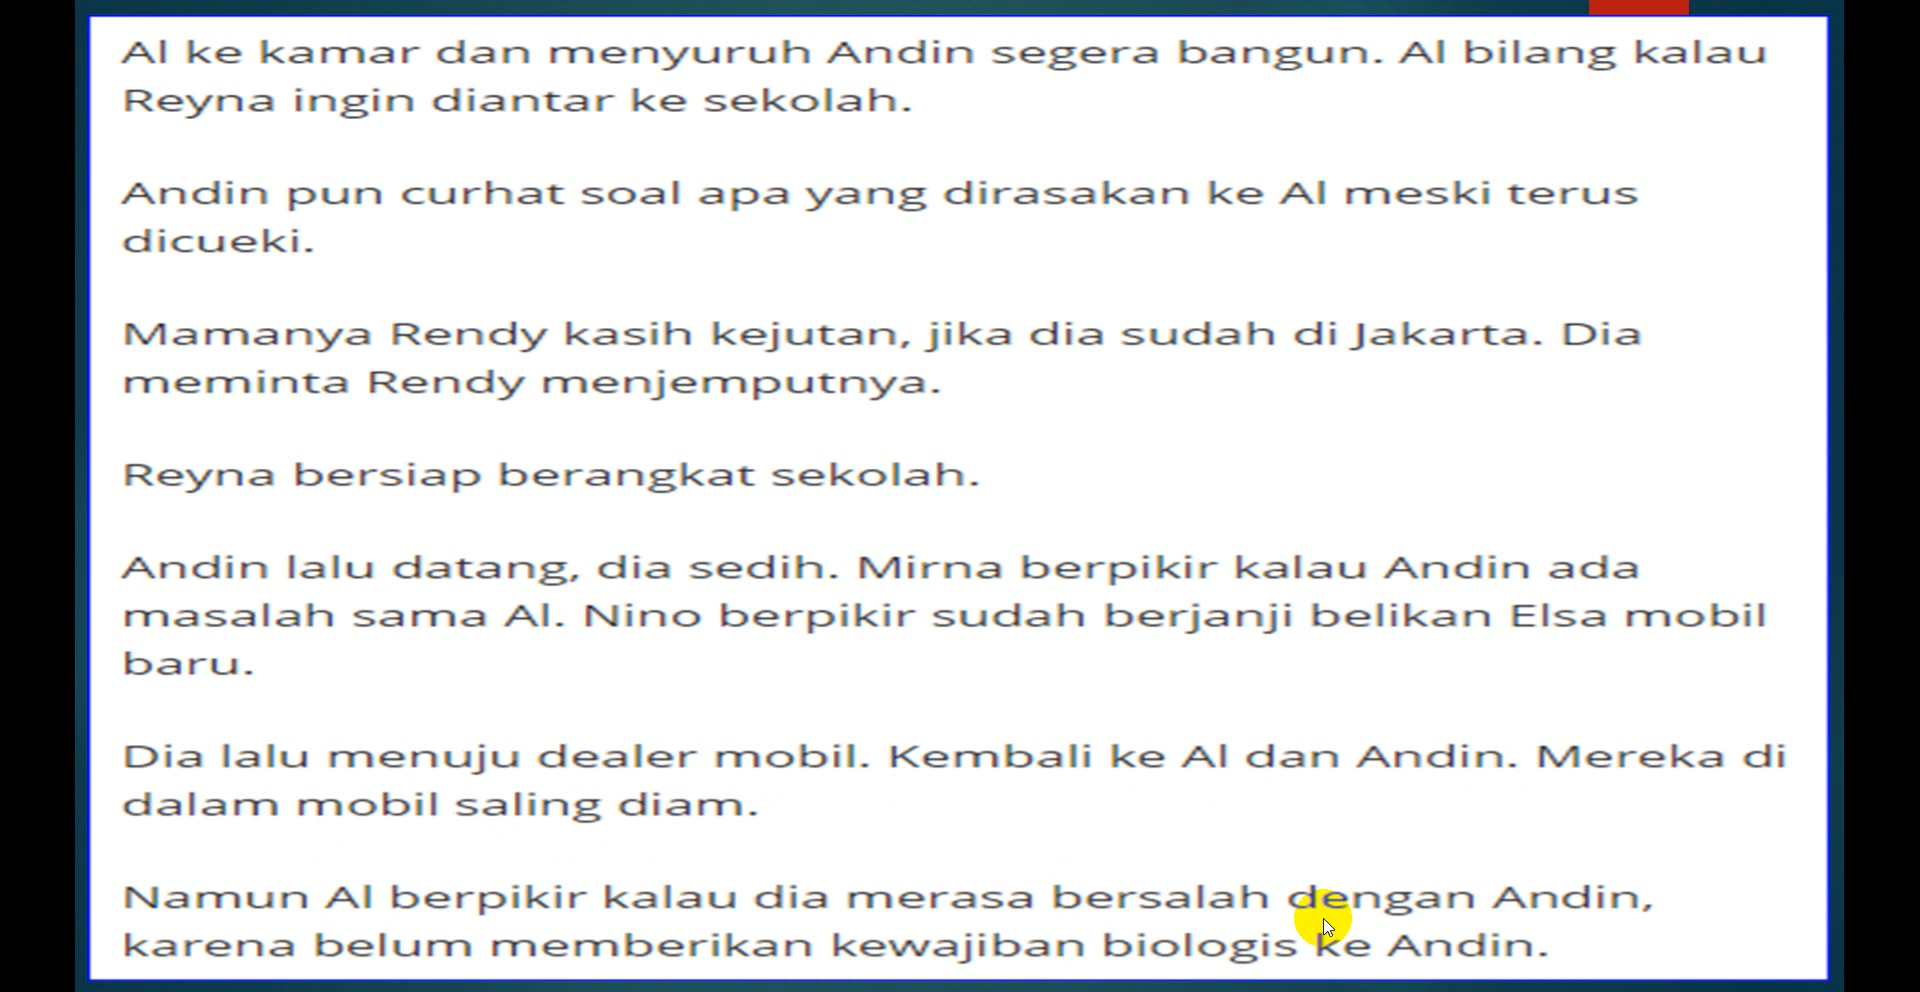 Al ke kamar dan menyuruh Andin segera bangun. Al bilang kalau
Reyna ingin diantar ke sekolah.
Andin pun curhat soal apa yang dirasakan ke Al meski terus
dicueki.
Mamanya Rendy kasih kejutan, jika dia sudah di Jakarta. Dia
meminta Rendy menjemputnya.
Reyna bersiap berangkat sekolah.
Andin lalu datang, dia sedih. Mirna berpikir kalau Andin ada
masalah sama Al. Nino berpikir sudah berjanji belikan Elsa mobil
baru.
Dia lalu menuju dealer mobil. Kembali ke Al dan Andin. Mereka di
dalam mobil saling diam.
Namun Al berpikir kalau dia merasa bersalah dengan Andin,
karena belum memberikan kewajiban biologis ke Andin.